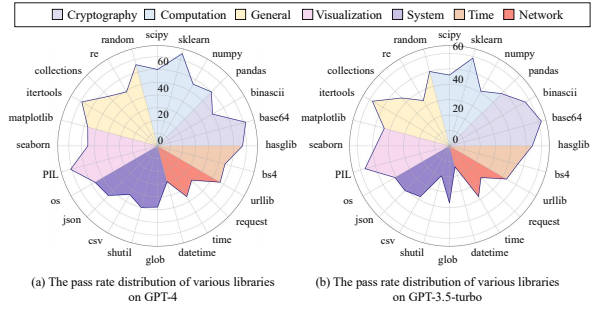 Cryptography Computation General Visualization System Time Network
scipy
sklearn
numpy
pandas
binascii
base64
hasglib
bs4
urllib
request
time
datetime
glob
shutil
csv
json
os
PIL
seaborn
matplotlib
itertools
collections
re
random
60
40
20
0
(a) The pass rate distribution of various libraries
on GPT-4
scipy
sklearn
numpy
pandas
binascii
base64
hasglib
bs4
urllib
request
time
datetime
glob
shutil
csv
json
os
PIL
seaborn
matplotlib
itertools
collections
re
random
60
40
20
0
(b) The pass rate distribution of various libraries
on GPT-3.5-turbo